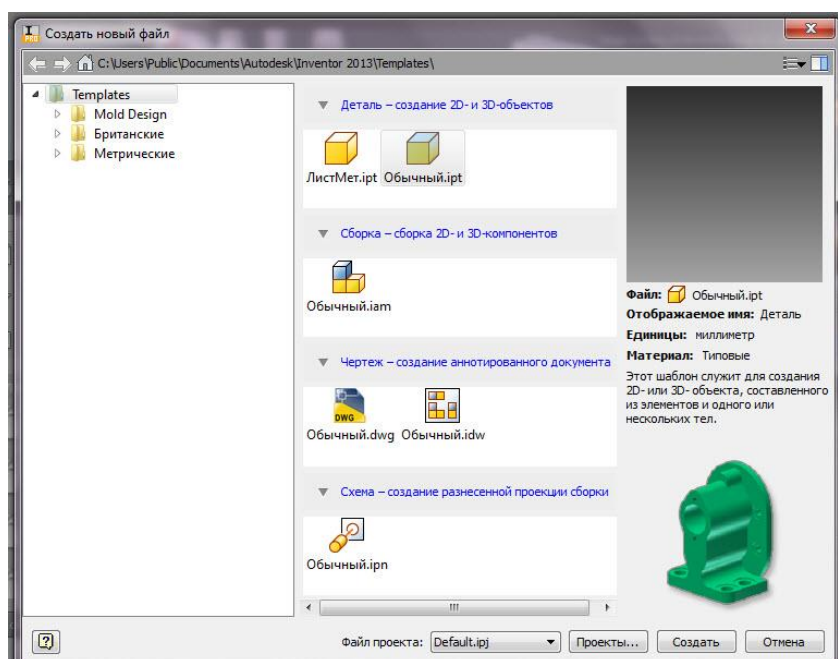 Создать новый файл
C:\Users\Public\Documents\Autodesk\Inventor 2013\Templates\
Templates
Mold Design
Британские
Метрические
Деталь – создание 2D- и 3D-объектов
ЛистМет.ipt Обычный.ipt
Сборка – сборка 2D- и 3D-компонентов
Обычный.iam
Чертеж – создание аннотированного документа
DWG
Обычный.dwg Обычный.idw
Схема – создание разнесенной проекции сборки
Обычный.ipn
Файл: Обычный.ipt
Отображаемое имя: Деталь
Единицы: миллиметр
Материал: Типовые
Этот шаблон служит для создания
2D- или 3D- объекта, составленного
из элементов и одного или
нескольких тел.
Файл проекта: Default.ipj Проекты... Создать Отмена